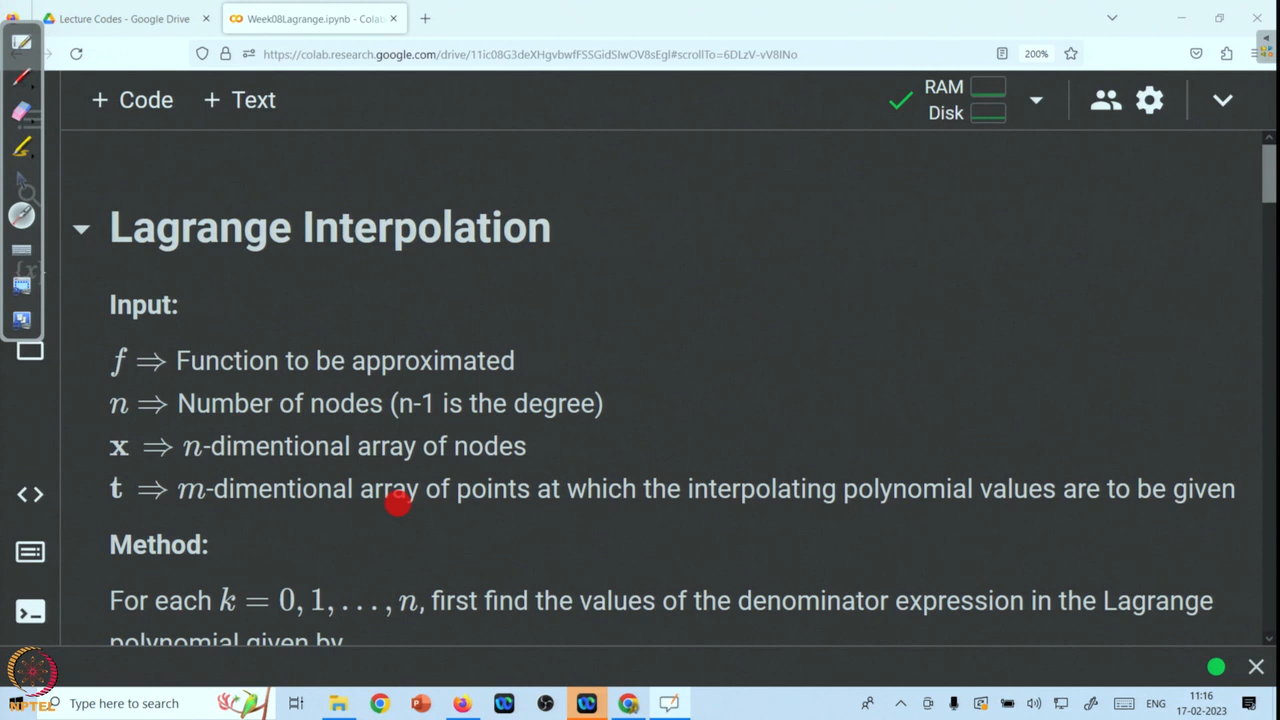 Lecture Codes - Google Drive
Week08Lagrange.ipynb - Colab
https://colab.research.google.com/drive/11ic08G3deXHgvbwfFSSGidSIwOV8sEgl#scrollTo=6DLzV-vV8INo
200%
+ Code + Text
RAM
Disk
Lagrange Interpolation
Input:
f ⇒ Function to be approximated
n ⇒ Number of nodes (n-1 is the degree)
x ⇒ n-dimentional array of nodes
t ⇒ m-dimentional array of points at which the interpolating polynomial values are to be given
Method:
For each k = 0, 1, . . . , n, first find the values of the denominator expression in the Lagrange
polynomial given by
NPTEL
Type here to search
ENG
11:16
17-02-2023